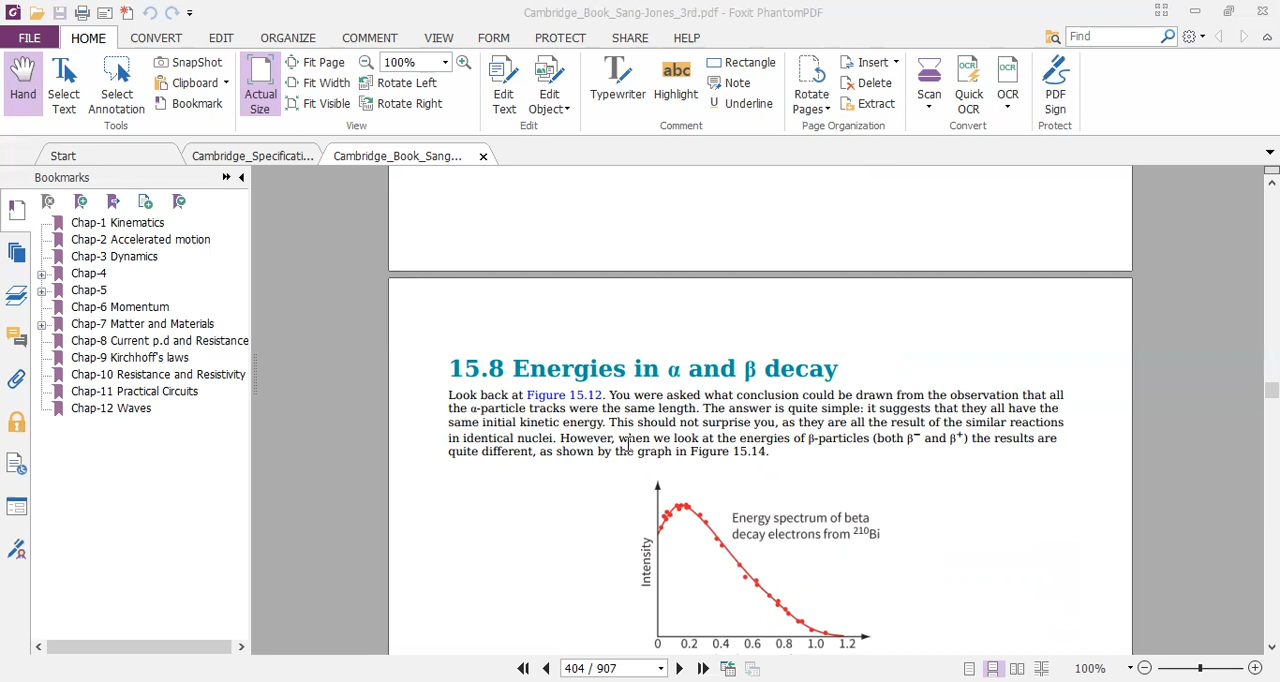 Cambridge_Book_Sang-Jones_3rd.pdf - Foxit PhantomPDF
FILE HOME CONVERT EDIT ORGANIZE COMMENT VIEW FORM PROTECT SHARE HELP
Find
Hand
Select Text
Select Annotation
SnapShot
Clipboard
Bookmark
Tools
Actual Size
Fit Page
Fit Width
Fit Visible
100%
Rotate Left
Rotate Right
View
Edit Text
Edit Object
Edit
Typewriter
abc
Highlight
Rectangle
Note
Underline
Comment
Rotate Pages
Insert
Delete
Extract
Page Organization
Scan
Quick OCR
OCR
Convert
PDF Sign
Protect
Start
Cambridge_Specificati...
Cambridge_Book_Sang...
Bookmarks
Chap-1 Kinematics
Chap-2 Accelerated motion
Chap-3 Dynamics
Chap-4
Chap-5
Chap-6 Momentum
Chap-7 Matter and Materials
Chap-8 Current p.d and Resistance
Chap-9 Kirchhoff's laws
Chap-10 Resistance and Resistivity
Chap-11 Practical Circuits
Chap-12 Waves
15.8 Energies in α and β decay
Look back at Figure 15.12. You were asked what conclusion could be drawn from the observation that all
the α-particle tracks were the same length. The answer is quite simple: it suggests that they all have the
same initial kinetic energy. This should not surprise you, as they are all the result of the similar reactions
in identical nuclei. However, when we look at the energies of β-particles (both β⁻ and β⁺) the results are
quite different, as shown by the graph in Figure 15.14.
Energy spectrum of beta
decay electrons from ²¹⁰Bi
Intensity
0 0.2 0.4 0.6 0.8 1.0 1.2
404 / 907
100%